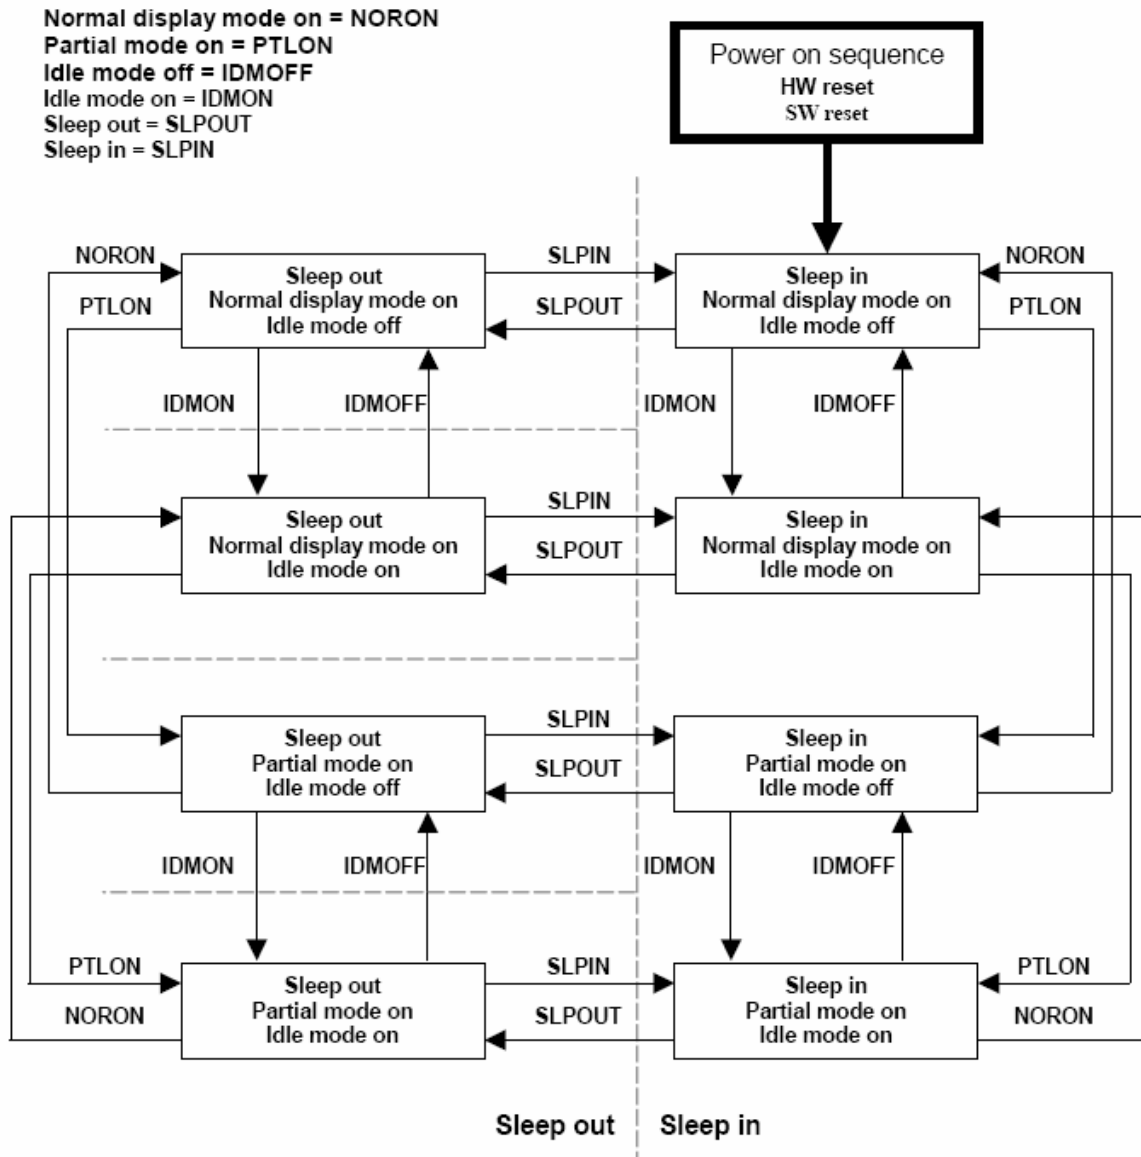 Normal display mode on = NORON
Partial mode on = PTLON
Idle mode off = IDMOFF
Idle mode on = IDMON
Sleep out = SLPOUT
Sleep in = SLPIN
Power on sequence
HW reset
SW reset
NORON
SLPIN
NORON
Sleep out
Normal display mode on
Idle mode off
Sleep in
Normal display mode on
Idle mode off
PTLON
SLPOUT
PTLON
IDMON
IDMOFF
IDMON
IDMOFF
SLPIN
Sleep out
Normal display mode on
Idle mode on
Sleep in
Normal display mode on
Idle mode on
SLPOUT
SLPIN
Sleep out
Partial mode on
Idle mode off
Sleep in
Partial mode on
Idle mode off
SLPOUT
IDMON
IDMOFF
IDMON
IDMOFF
PTLON
SLPIN
PTLON
Sleep out
Partial mode on
Idle mode on
Sleep in
Partial mode on
Idle mode on
NORON
SLPOUT
NORON
Sleep out
Sleep in